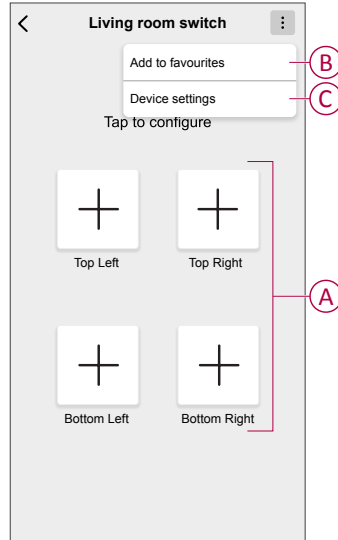 Living room switch
Add to favourites
B
Device settings
C
Tap to configure
Top Left
Top Right
A
Bottom Left
Bottom Right